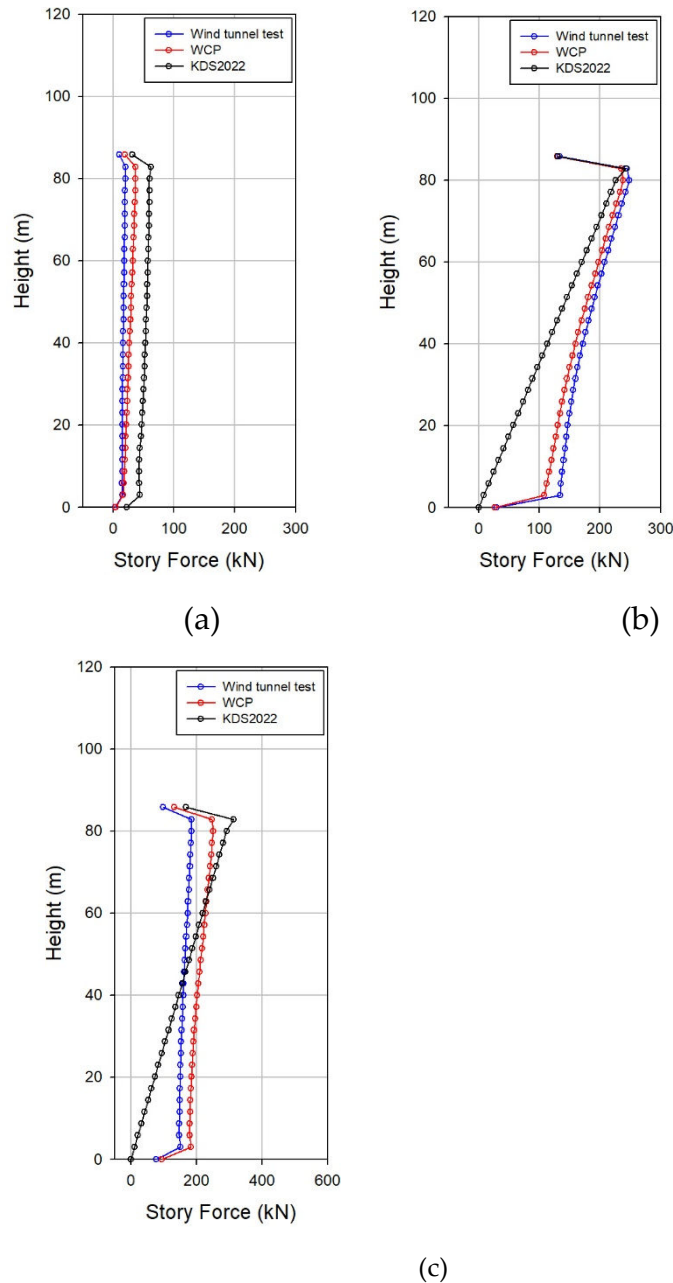 120
Wind tunnel test
WCP
KDS2022
100
80
60
40
20
0
Height (m)
0 100 200 300
Story Force (kN)
(a)
120
Wind tunnel test
WCP
KDS2022
100
80
60
40
20
0
Height (m)
0 100 200 300
Story Force (kN)
(b)
120
Wind tunnel test
WCP
KDS2022
100
80
60
40
20
0
Height (m)
0 200 400 600
Story Force (kN)
(c)